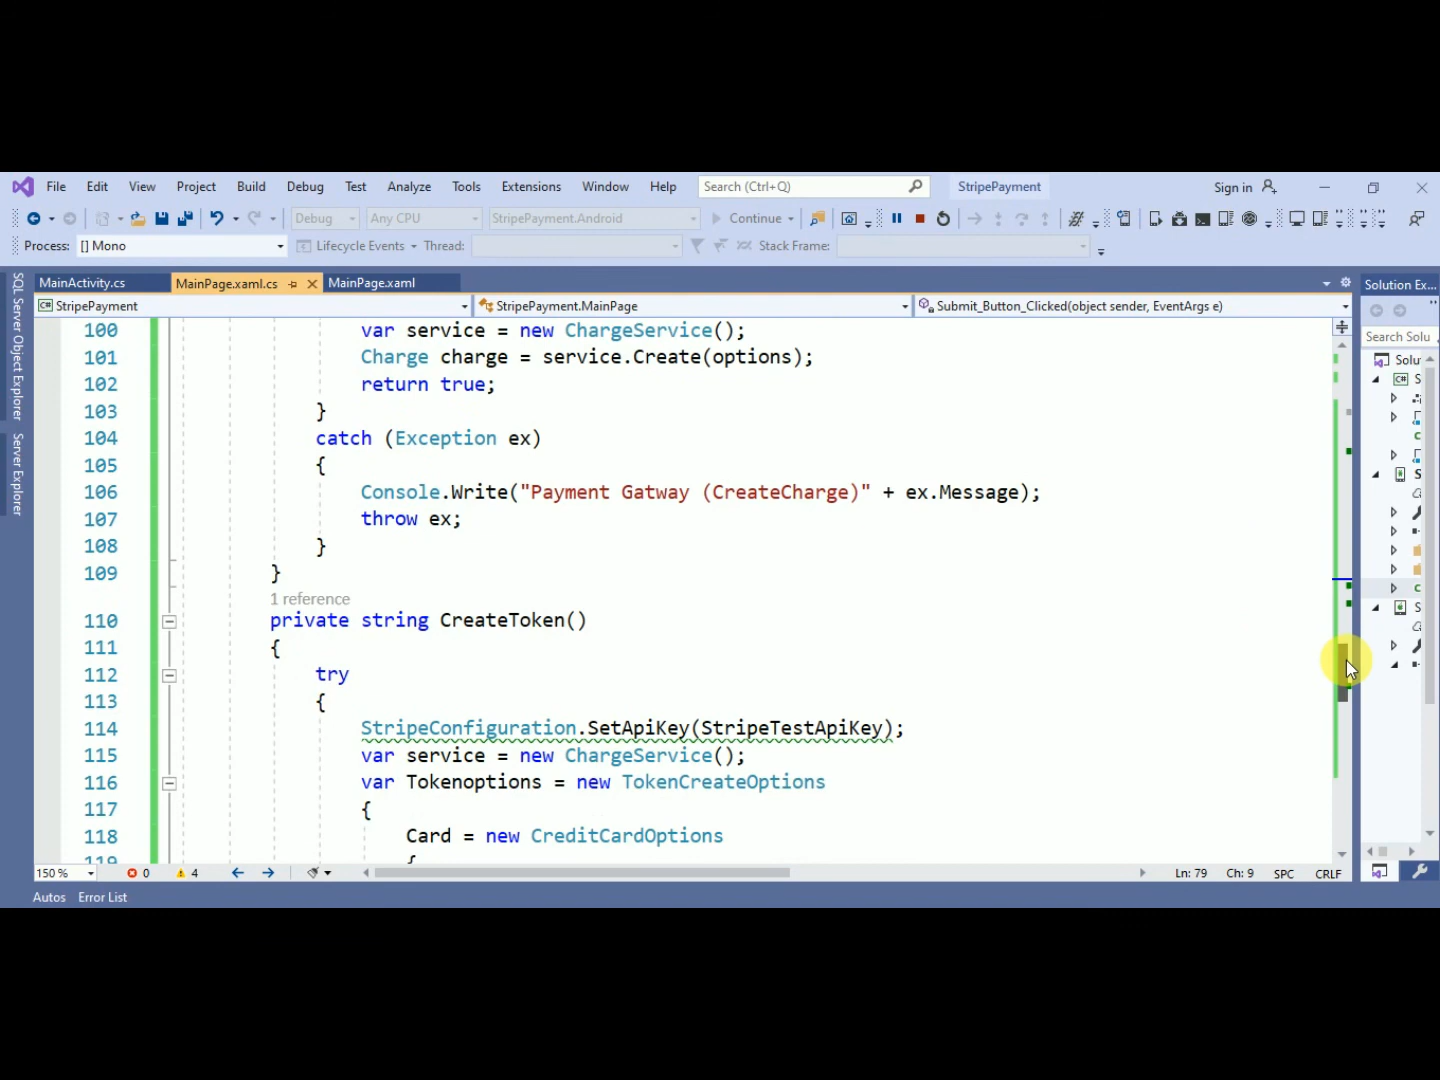 File Edit View Project Build Debug Test Analyze Tools Extensions Window Help Search (Ctrl+Q) StripePayment Sign in
Debug Any CPU StripePayment.Android Continue
Process: [] Mono Lifecycle Events Thread: Stack Frame:
MainActivity.cs MainPage.xaml.cs MainPage.xaml Solution Ex...
StripePayment StripePayment.MainPage Submit_Button_Clicked(object sender, EventArgs e)
SQL Server Object Explorer
Server Explorer
Search Solu
Solu
100 var service = new ChargeService();
101 Charge charge = service.Create(options);
102 return true;
103 }
104 catch (Exception ex)
105 {
106 Console.Write("Payment Gatway (CreateCharge)" + ex.Message);
107 throw ex;
108 }
109 }
1 reference
110 private string CreateToken()
111 {
112 try
113 {
114 StripeConfiguration.SetApiKey(StripeTestApiKey);
115 var service = new ChargeService();
116 var Tokenoptions = new TokenCreateOptions
117 {
118 Card = new CreditCardOptions
119 {
150 % 0 4 Ln: 79 Ch: 9 SPC CRLF
Autos Error List